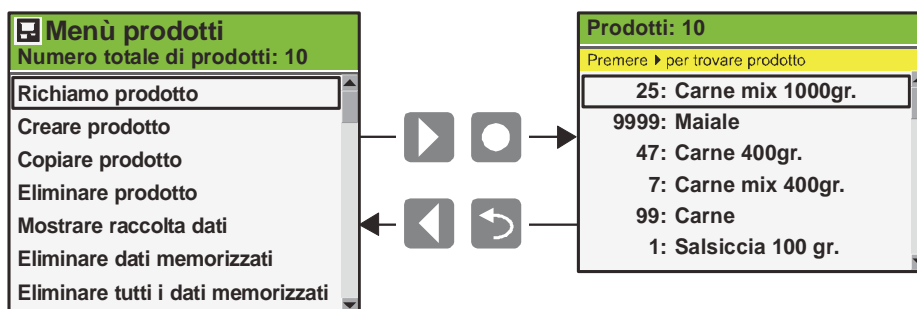 Menù prodotti
Numero totale di prodotti: 10
Richiamo prodotto
Creare prodotto
Copiare prodotto
Eliminare prodotto
Mostrare raccolta dati
Eliminare dati memorizzati
Eliminare tutti i dati memorizzati
Prodotti: 10
Premere per trovare prodotto
25: Carne mix 1000gr.
9999: Maiale
47: Carne 400gr.
7: Carne mix 400gr.
99: Carne
1: Salsiccia 100 gr.